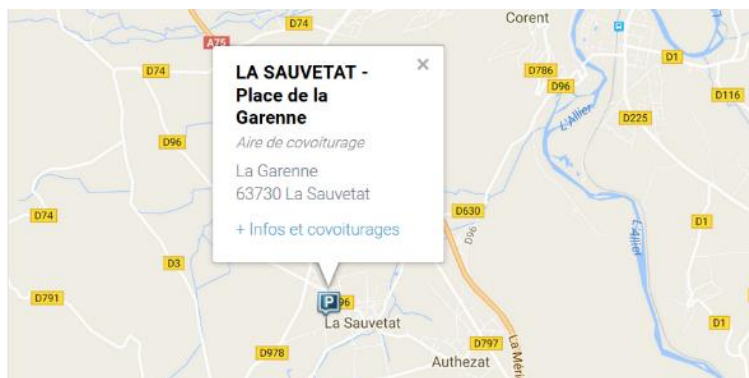 D74
Corent
A75
D74
D786
D1
D96
D116
D96
L'Allier
D225
LA SAUVETAT -
Place de la
Garenne
×
Aire de covoiturage
La Garenne
63730 La Sauvetat
+ Infos et covoiturages
D74
D630
D96
D1
L'Allier
D3
D791
P
96
La Sauvetat
D1
D978
D797
La Méri
Authezat